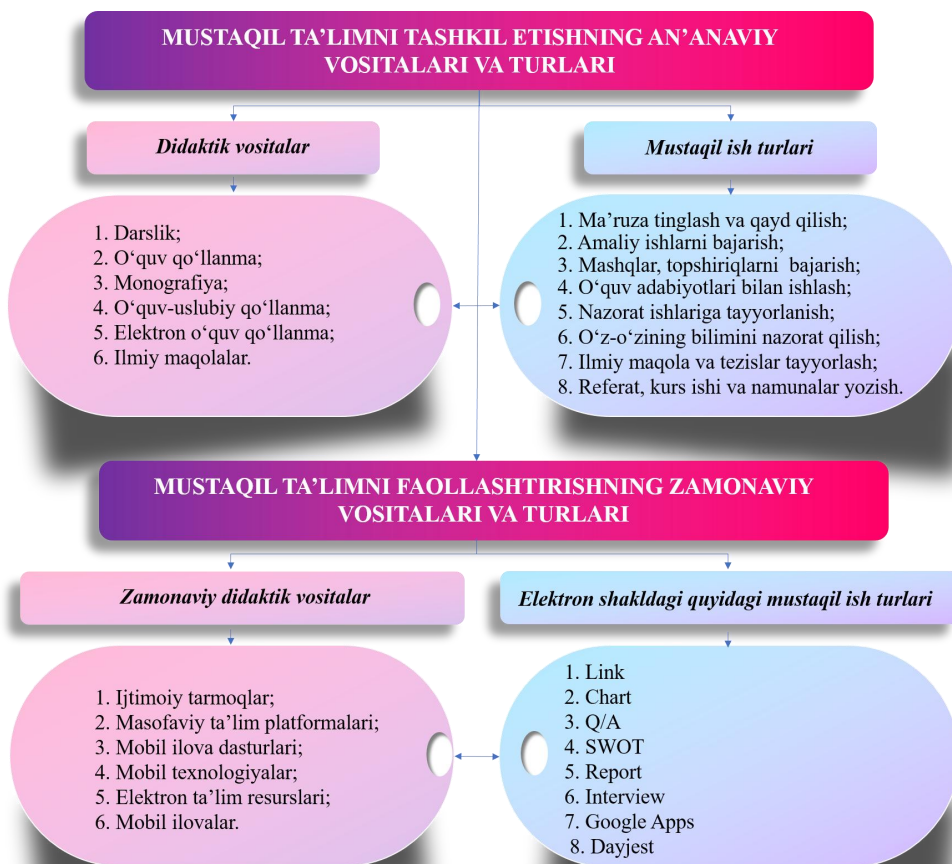 MUSTAQIL TA’LIMNI TASHKIL ETISHNING AN’ANAVIY
VOSITALARI VA TURLARI
Didaktik vositalar
1. Darslik;
2. O‘quv qo‘llanma;
3. Monografiya;
4. O‘quv-uslubiy qo‘llanma;
5. Elektron o‘quv qo‘llanma;
6. Ilmiy maqolalar.
Mustaqil ish turlari
1. Ma’ruza tinglash va qayd qilish;
2. Amaliy ishlarni bajarish;
3. Mashqlar, topshiriqlarni bajarish;
4. O‘quv adabiyotlari bilan ishlash;
5. Nazorat ishlariga tayyorlanish;
6. O‘z-o‘zining bilimini nazorat qilish;
7. Ilmiy maqola va tezislar tayyorlash;
8. Referat, kurs ishi va namunalar yozish.
MUSTAQIL TA’LIMNI FAOLLASHTIRISHNING ZAMONAVIY
VOSITALARI VA TURLARI
Zamonaviy didaktik vositalar
1. Ijtimoiy tarmoqlar;
2. Masofaviy ta’lim platformalari;
3. Mobil ilova dasturlari;
4. Mobil texnologiyalar;
5. Elektron ta’lim resurslari;
6. Mobil ilovalar.
Elektron shakldagi quyidagi mustaqil ish turlari
1. Link
2. Chart
3. Q/A
4. SWOT
5. Report
6. Interview
7. Google Apps
8. Dayjest